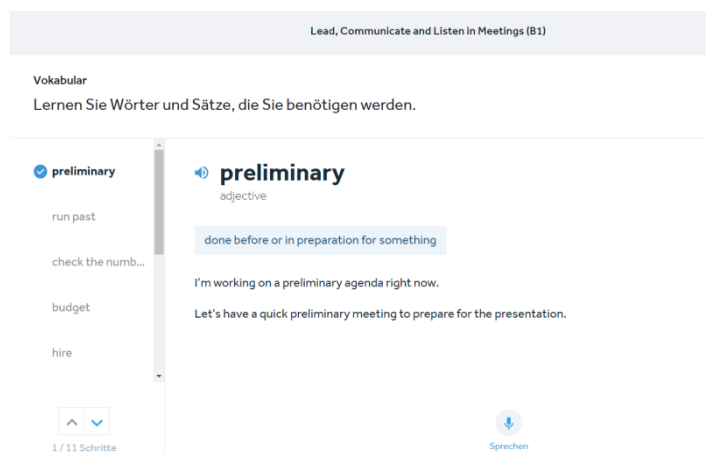 Lead, Communicate and Listen in Meetings (B1)
Vokabular
Lernen Sie Wörter und Sätze, die Sie benötigen werden.
preliminary
run past
check the numb...
budget
hire
1 / 11 Schritte
preliminary
adjective
done before or in preparation for something
I'm working on a preliminary agenda right now.
Let's have a quick preliminary meeting to prepare for the presentation.
Sprechen